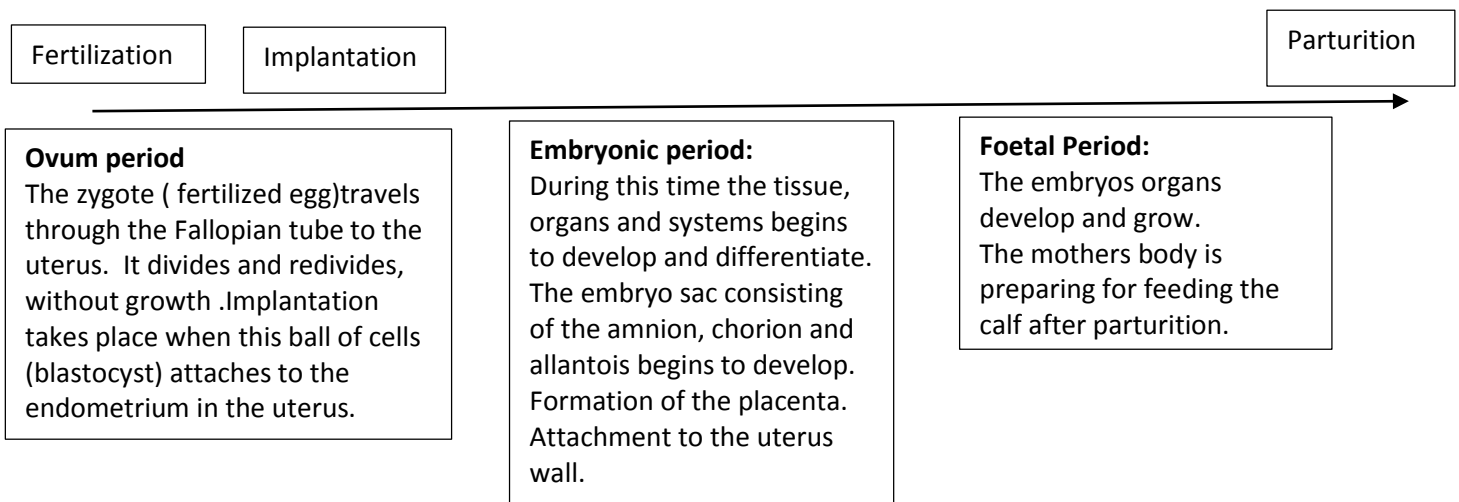 Fertilization
Implantation
Parturition
Ovum period
The zygote ( fertilized egg)travels
through the Fallopian tube to the
uterus.  It divides and redivides,
without growth .Implantation
takes place when this ball of cells
(blastocyst) attaches to the
endometrium in the uterus.
Embryonic period:
During this time the tissue,
organs and systems begins
to develop and differentiate.
The embryo sac consisting
of the amnion, chorion and
allantois begins to develop.
Formation of the placenta.
Attachment to the uterus
wall.
Foetal Period:
The embryos organs
develop and grow.
The mothers body is
preparing for feeding the
calf after parturition.